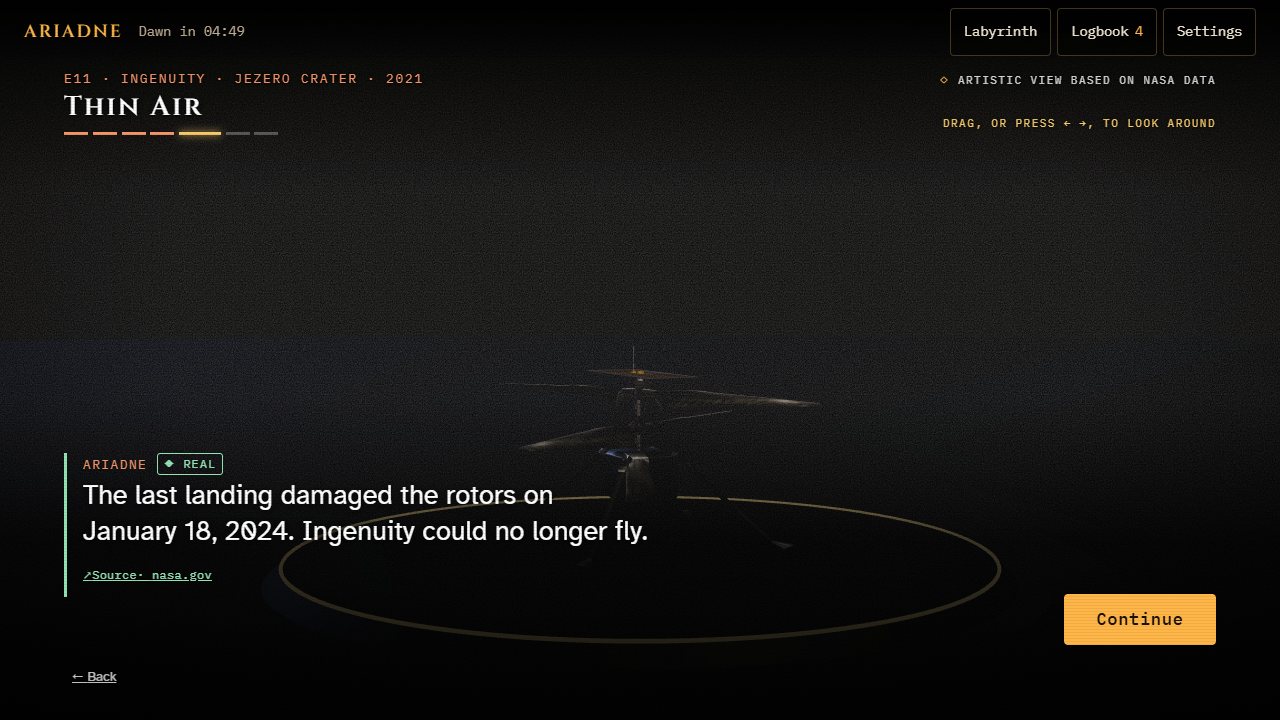 ARIADNE Dawn in 04:49 Labyrinth Logbook 4 Settings
E11 · INGENUITY · JEZERO CRATER · 2021
THIN AIR
◇ ARTISTIC VIEW BASED ON NASA DATA
DRAG, OR PRESS ← →, TO LOOK AROUND
ARIADNE ◆ REAL
The last landing damaged the rotors on
January 18, 2024. Ingenuity could no longer fly.
↗Source· nasa.gov
Continue
← Back